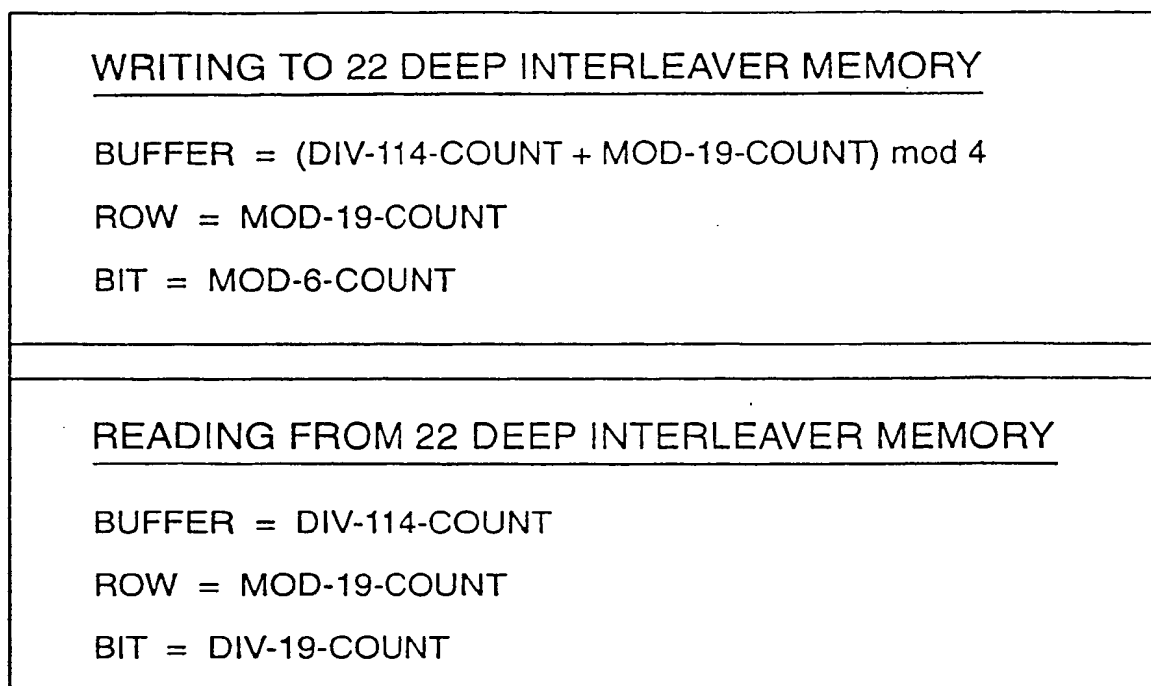 WRITING TO 22 DEEP INTERLEAVER MEMORY
BUFFER = (DIV-114-COUNT + MOD-19-COUNT) mod 4
ROW = MOD-19-COUNT
BIT = MOD-6-COUNT
READING FROM 22 DEEP INTERLEAVER MEMORY
BUFFER = DIV-114-COUNT
ROW = MOD-19-COUNT
BIT = DIV-19-COUNT